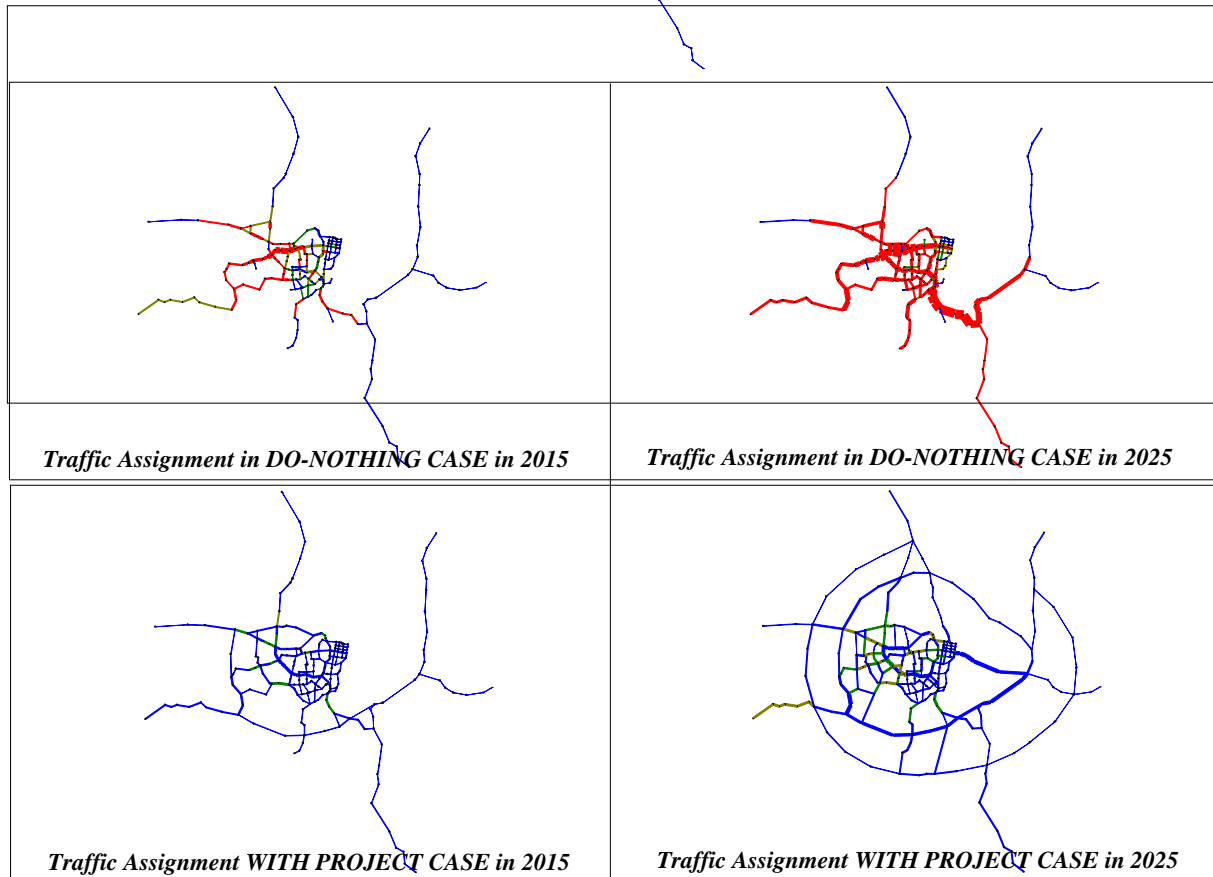 Traffic Assignment in DO-NOTHING CASE in 2015
Traffic Assignment in DO-NOTHING CASE in 2025
Traffic Assignment WITH PROJECT CASE in 2015
Traffic Assignment WITH PROJECT CASE in 2025